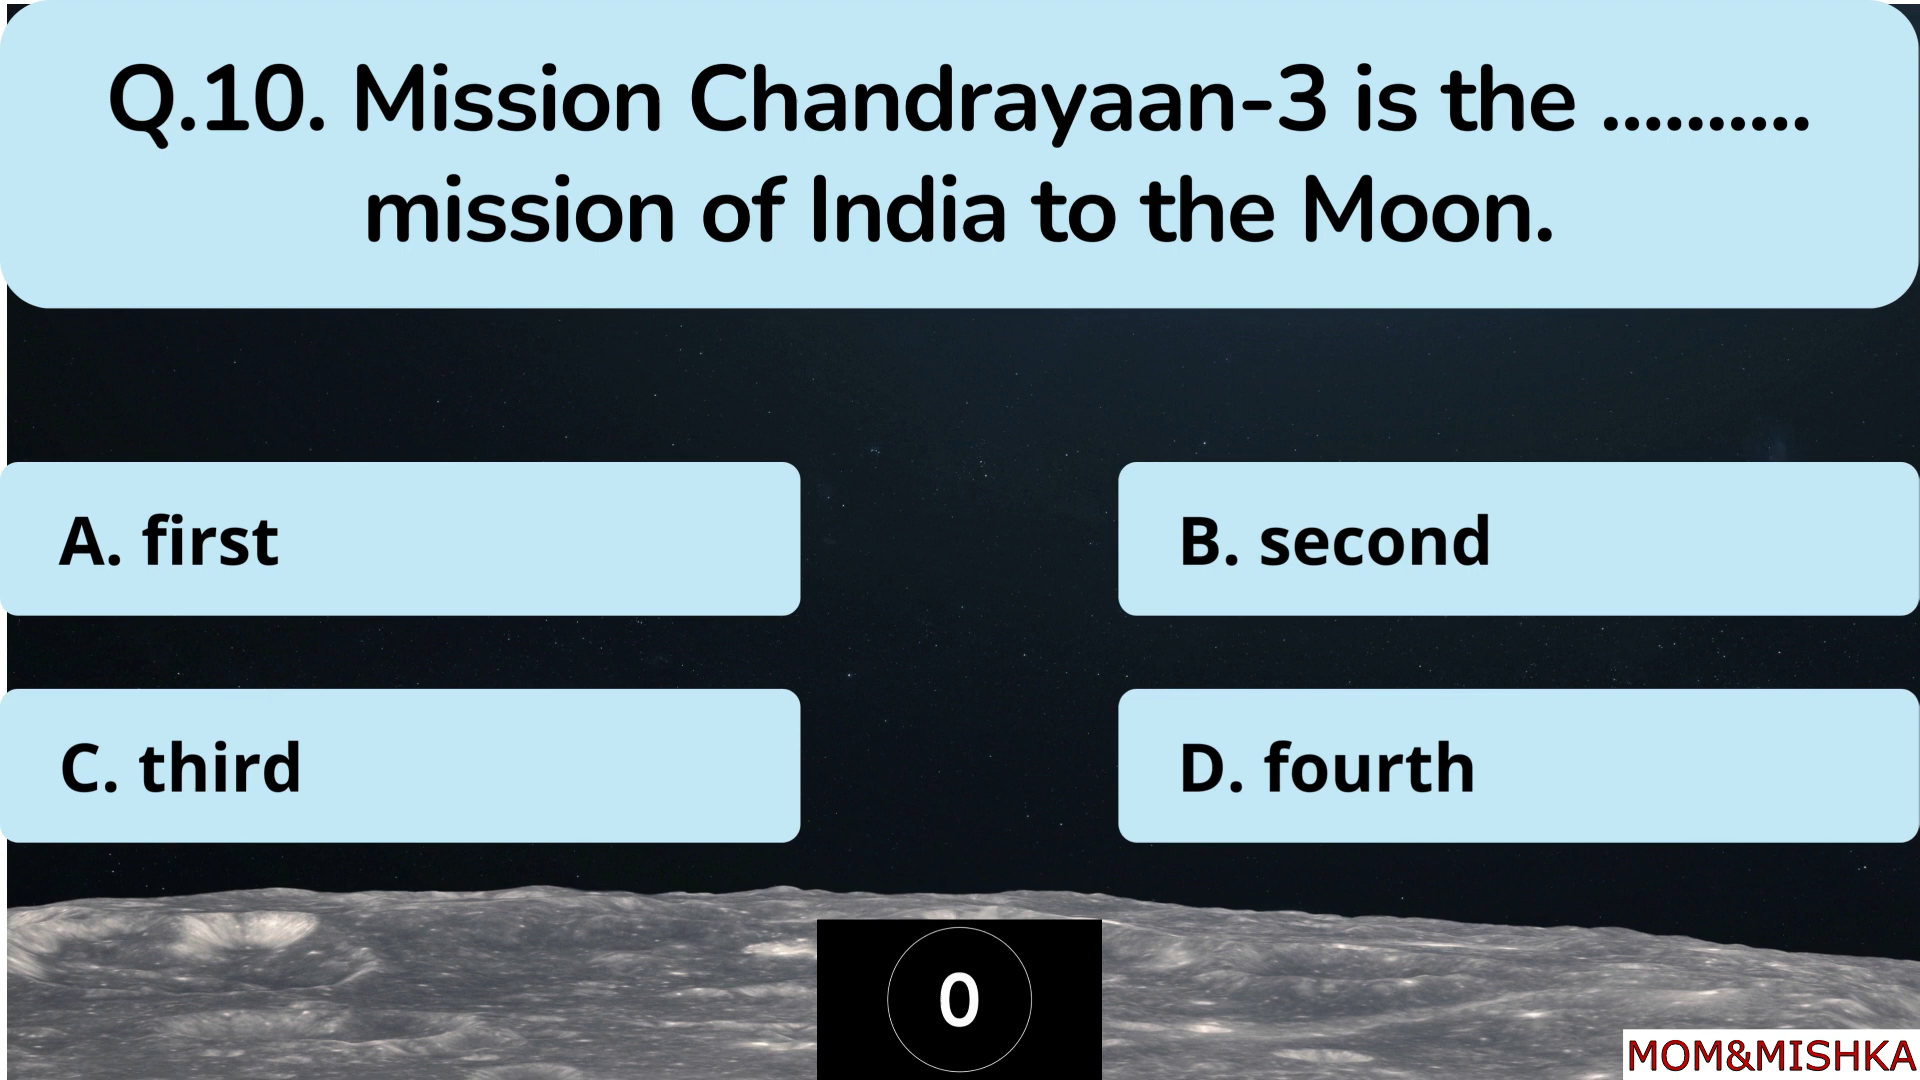 Q.10. Mission Chandrayaan-3 is the ..........
mission of India to the Moon.
A. first
B. second
C. third
D. fourth
0
MOM&MISHKA